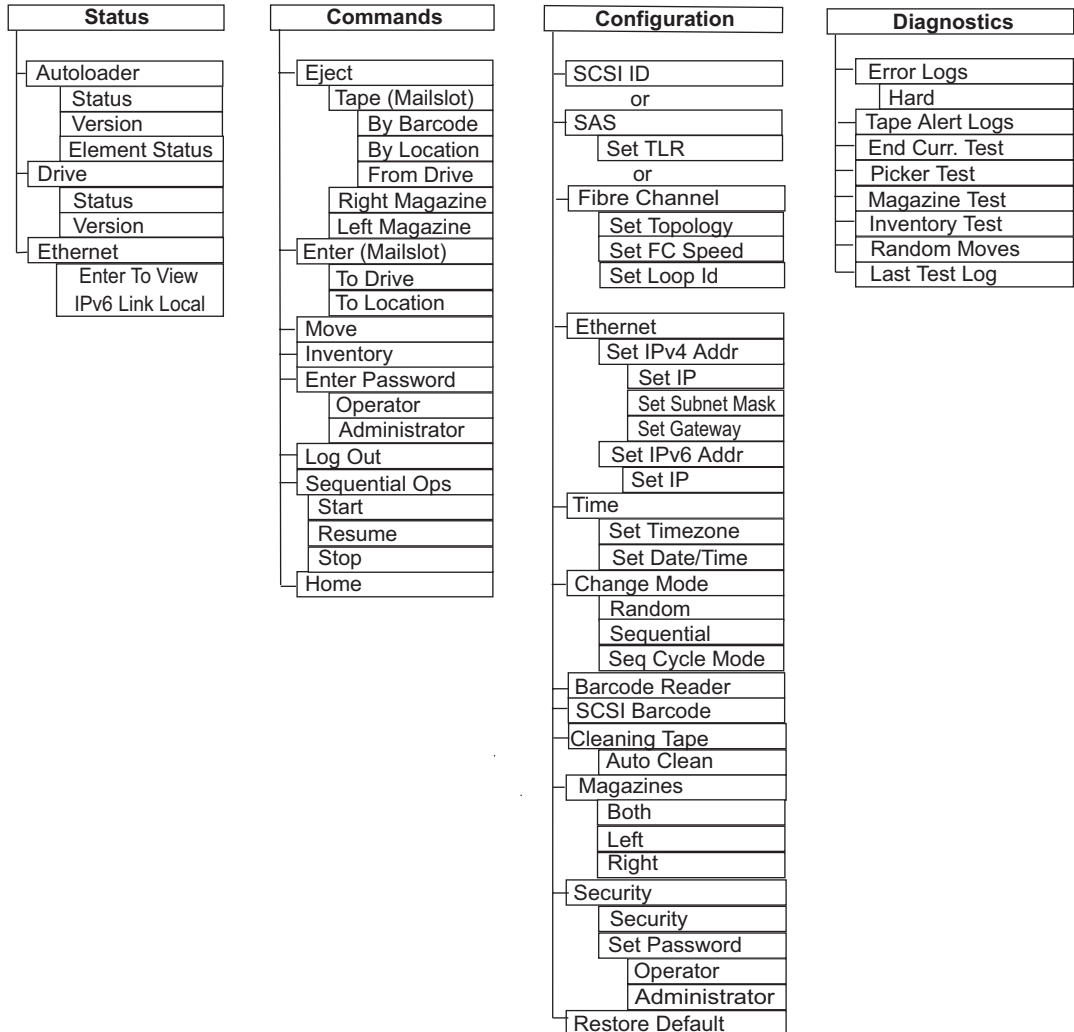 Status
Autoloader
Status
Version
Element Status
Drive
Status
Version
Ethernet
Enter To View
IPv6 Link Local
Commands
Eject
Tape (Mailslot)
By Barcode
By Location
From Drive
Right Magazine
Left Magazine
Enter (Mailslot)
To Drive
To Location
Move
Inventory
Enter Password
Operator
Administrator
Log Out
Sequential Ops
Start
Resume
Stop
Home
Configuration
SCSI ID
or
SAS
Set TLR
or
Fibre Channel
Set Topology
Set FC Speed
Set Loop Id
Ethernet
Set IPv4 Addr
Set IP
Set Subnet Mask
Set Gateway
Set IPv6 Addr
Set IP
Time
Set Timezone
Set Date/Time
Change Mode
Random
Sequential
Seq Cycle Mode
Barcode Reader
SCSI Barcode
Cleaning Tape
Auto Clean
Magazines
Both
Left
Right
Security
Security
Set Password
Operator
Administrator
Restore Default
Diagnostics
Error Logs
Hard
Tape Alert Logs
End Curr. Test
Picker Test
Magazine Test
Inventory Test
Random Moves
Last Test Log